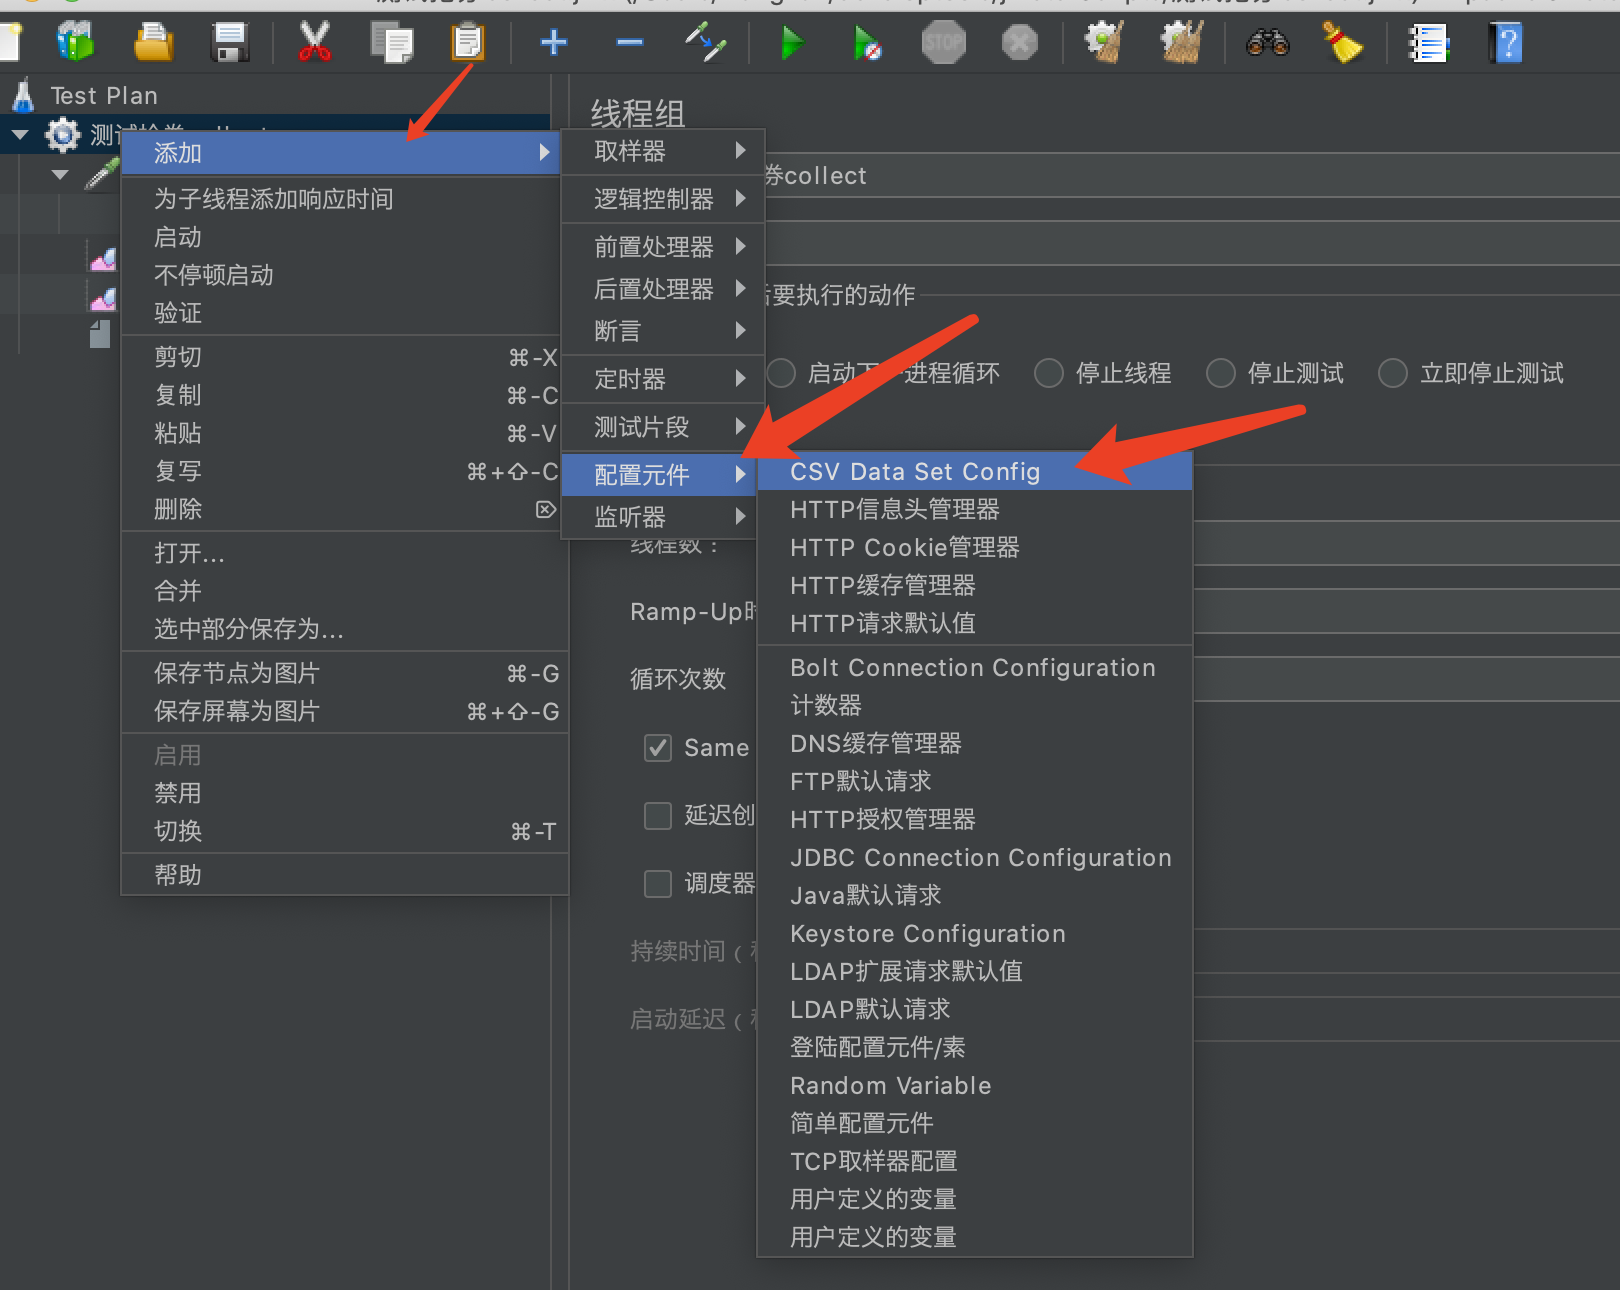 STOP
Test Plan
线程组
添加
为子线程添加响应时间
启动
不停顿启动
验证
剪切 ⌘-X
复制 ⌘-C
粘贴 ⌘-V
复写 ⌘+⇧-C
删除 ⌦
打开...
合并
选中部分保存为...
保存节点为图片 ⌘-G
保存屏幕为图片 ⌘+⇧-G
启用
禁用
切换 ⌘-T
帮助
取样器
逻辑控制器
前置处理器
后置处理器
断言
定时器
测试片段
配置元件
监听器
券collect
后要执行的动作
启动下一进程循环 停止线程 停止测试 立即停止测试
线程数：
Ramp-Up时
循环次数
Same
延迟创
调度器
持续时间（秒
启动延迟（秒
CSV Data Set Config
HTTP信息头管理器
HTTP Cookie管理器
HTTP缓存管理器
HTTP请求默认值
Bolt Connection Configuration
计数器
DNS缓存管理器
FTP默认请求
HTTP授权管理器
JDBC Connection Configuration
Java默认请求
Keystore Configuration
LDAP扩展请求默认值
LDAP默认请求
登陆配置元件/素
Random Variable
简单配置元件
TCP取样器配置
用户定义的变量
用户定义的变量